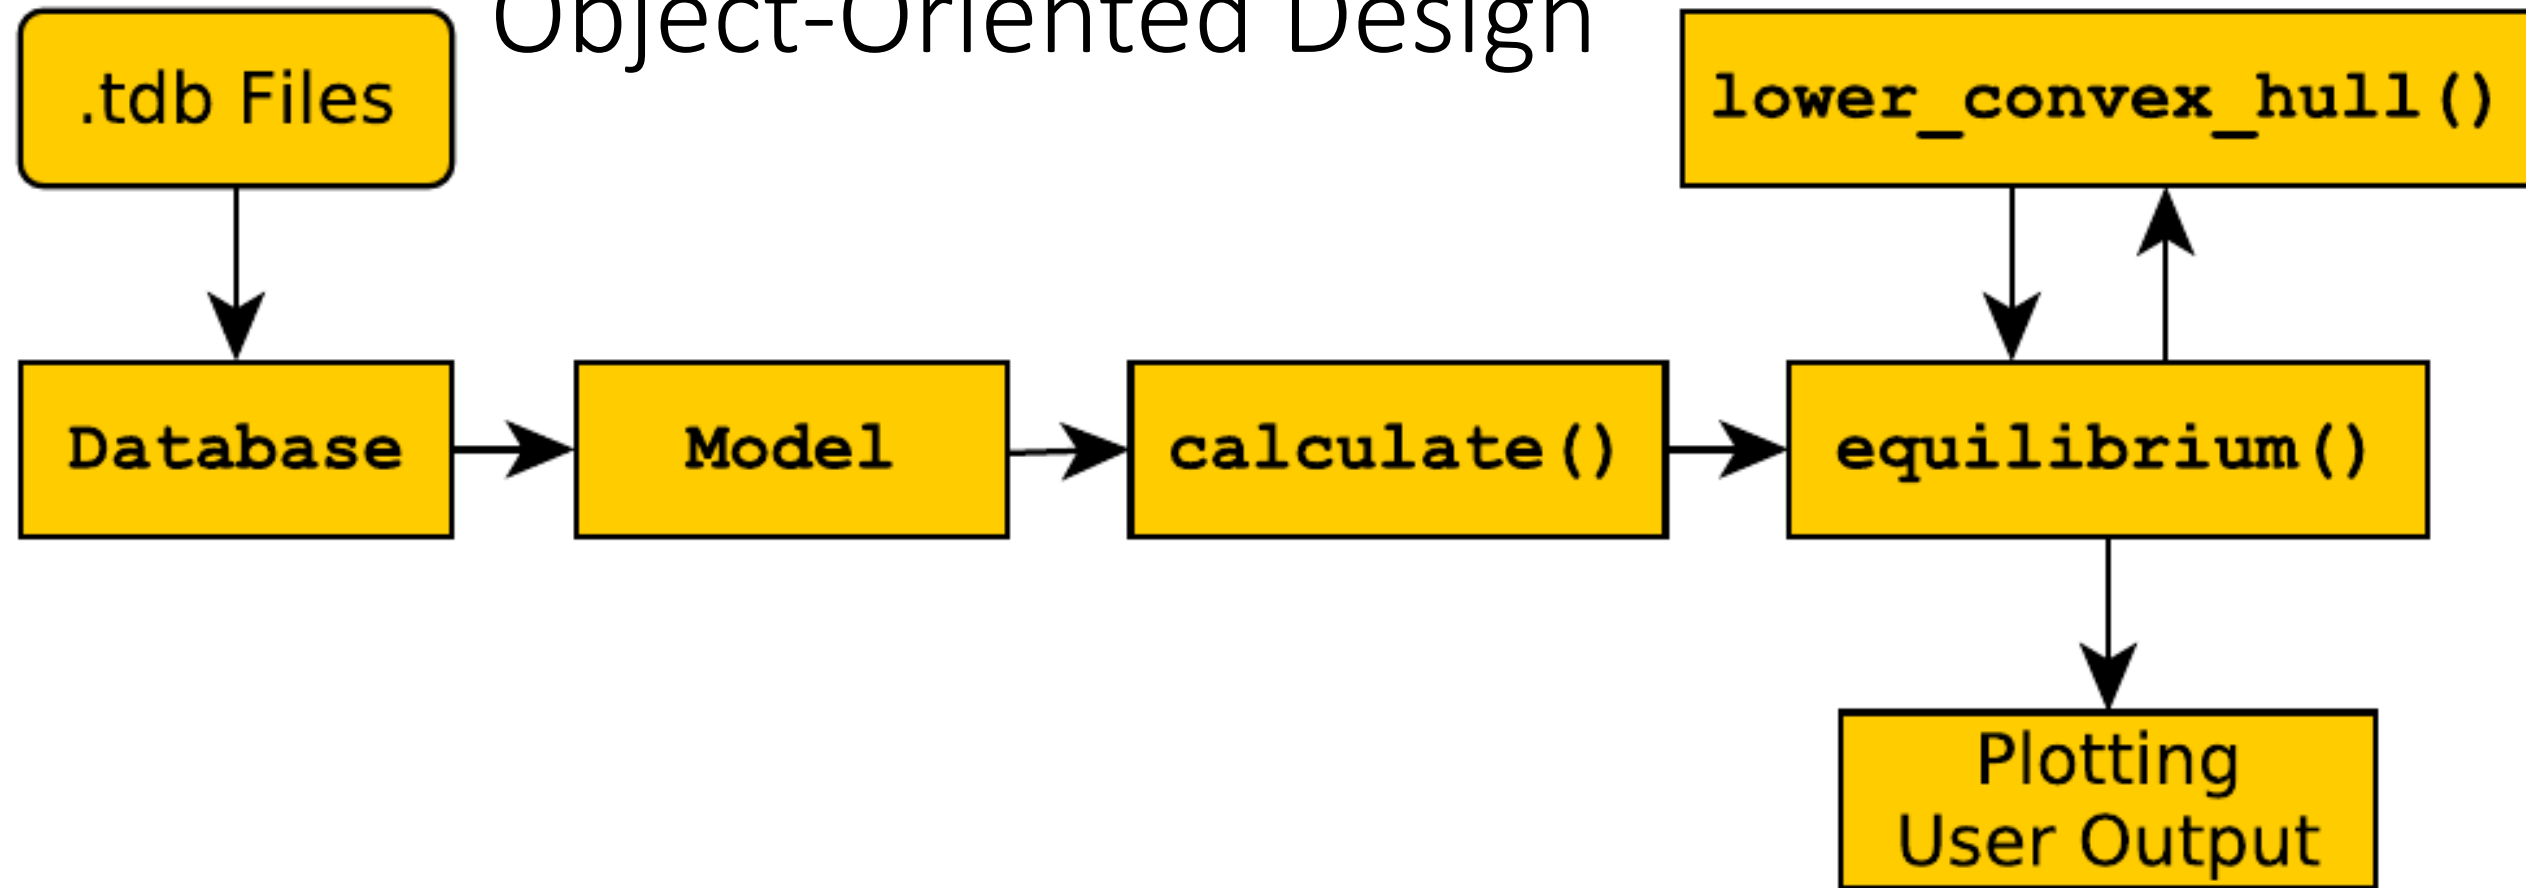 Object-Oriented Design
.tdb Files
lower_convex_hull()
Database
Model
calculate()
equilibrium()
Plotting
User Output